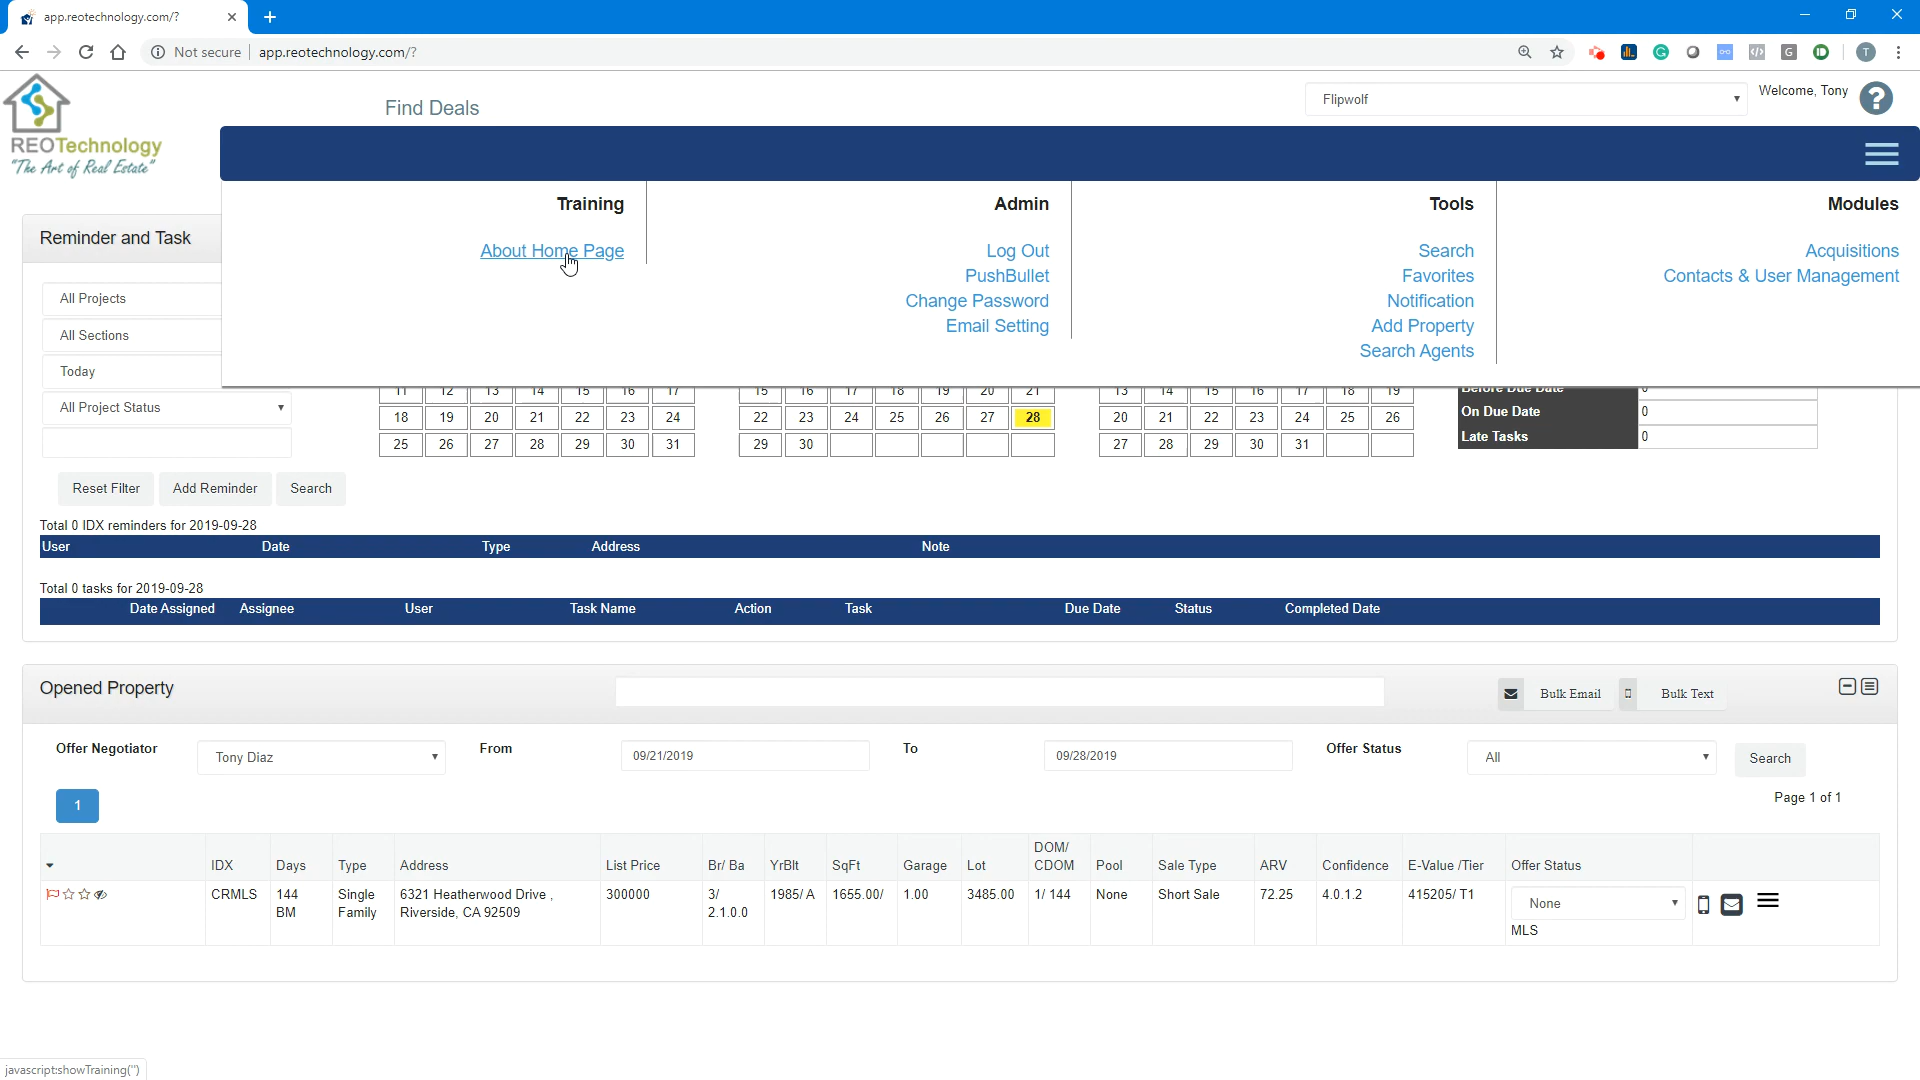 app.reotechnology.com/?
Not secure
app.reotechnology.com/?
T
REOTechnology
"The Art of Real Estate"
Find Deals
Flipwolf
Welcome, Tony
?
Training
About Home Page
Admin
Log Out
PushBullet
Change Password
Email Setting
Tools
Search
Favorites
Notification
Add Property
Search Agents
Modules
Acquisitions
Contacts & User Management
Reminder and Task
All Projects
All Sections
Today
All Project Status
11 12 13 14 15 16 17
18 19 20 21 22 23 24
25 26 27 28 29 30 31
15 16 17 18 19 20 21
22 23 24 25 26 27 28
29 30
13 14 15 16 17 18 19
20 21 22 23 24 25 26
27 28 29 30 31
Before Due Date 0
On Due Date 0
Late Tasks 0
Reset Filter
Add Reminder
Search
Total 0 IDX reminders for 2019-09-28
User Date Type Address Note
Total 0 tasks for 2019-09-28
Date Assigned Assignee User Task Name Action Task Due Date Status Completed Date
Opened Property
Bulk Email
Bulk Text
Offer Negotiator
Tony Diaz
From
09/21/2019
To
09/28/2019
Offer Status
All
Search
1
Page 1 of 1
IDX Days Type Address List Price Br/ Ba YrBlt SqFt Garage Lot DOM/ CDOM Pool Sale Type ARV Confidence E-Value /Tier Offer Status
CRMLS 144 Single 6321 Heatherwood Drive , 300000 3/ 1985/ A 1655.00/ 1.00 3485.00 1/ 144 None Short Sale 72.25 4.0.1.2 415205/ T1 None
BM Family Riverside, CA 92509 2.1.0.0
MLS
javascript:showTraining('')